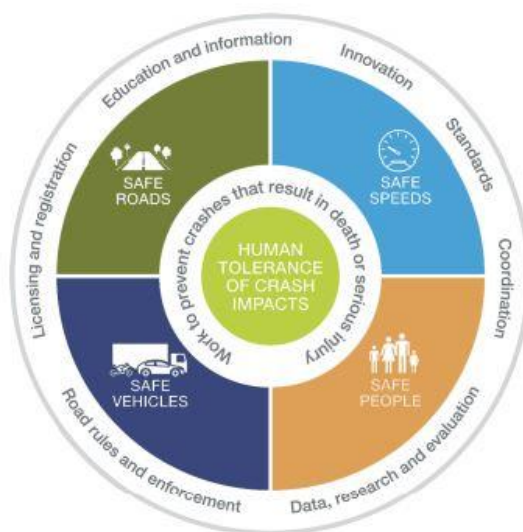 Education and information
Innovation
Standards
Coordination
Data, research and evaluation
Road rules and enforcement
Licensing and registration
SAFE
ROADS
SAFE
SPEEDS
SAFE
VEHICLES
SAFE
PEOPLE
Work to prevent crashes that result in death or serious injury
HUMAN
TOLERANCE
OF CRASH
IMPACTS